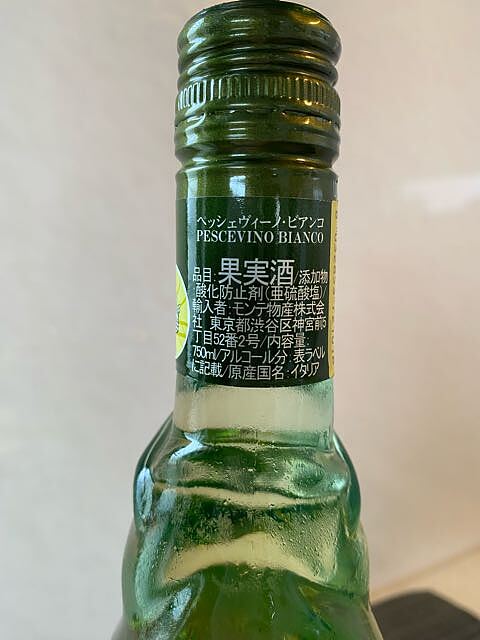 ペッシェヴィーノ・ビアンコ
PESCEVINO BIANCO
品目:果実酒/添加物:
酸化防止剤(亜硫酸塩)/
輸入者:モンテ物産株式会
社 東京都渋谷区神宮前5
丁目52番2号/内容量:
750ml/アルコール分:表ラベル
に記載/原産国名:イタリア